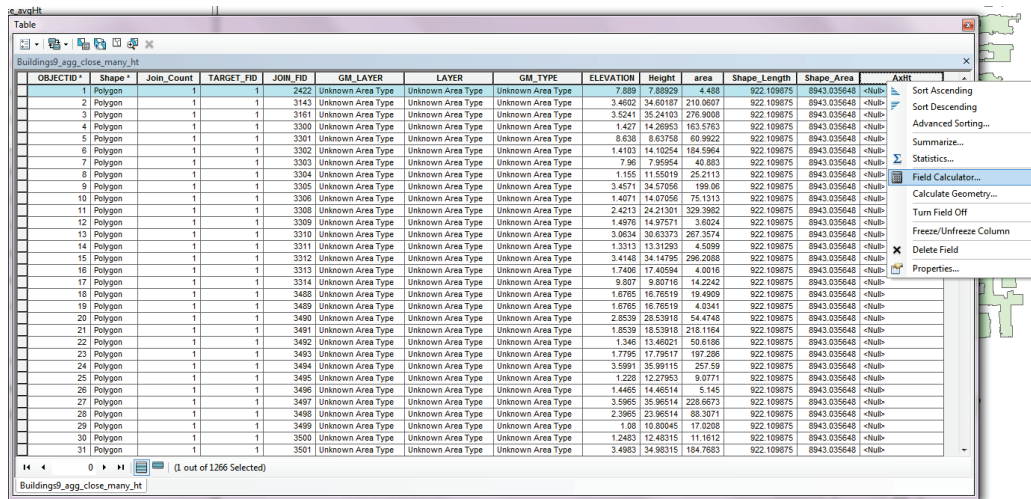 se_avgHt
Table
Buildings9_agg_close_many_ht
OBJECTID * Shape * Join_Count TARGET_FID JOIN_FID GM_LAYER LAYER GM_TYPE ELEVATION Height area Shape_Length Shape_Area AxHt
1 Polygon 1 1 2422 Unknown Area Type Unknown Area Type Unknown Area Type 7.889 7.88929 4.488 922.109875 8943.035648 <Null>
2 Polygon 1 1 3143 Unknown Area Type Unknown Area Type Unknown Area Type 3.4602 34.60187 210.0607 922.109875 8943.035648 <Null>
3 Polygon 1 1 3161 Unknown Area Type Unknown Area Type Unknown Area Type 3.5241 35.24103 276.9008 922.109875 8943.035648 <Null>
4 Polygon 1 1 3300 Unknown Area Type Unknown Area Type Unknown Area Type 1.427 14.26953 163.5763 922.109875 8943.035648 <Null>
5 Polygon 1 1 3301 Unknown Area Type Unknown Area Type Unknown Area Type 8.638 8.63758 60.9922 922.109875 8943.035648 <Null>
6 Polygon 1 1 3302 Unknown Area Type Unknown Area Type Unknown Area Type 1.4103 14.10254 184.5964 922.109875 8943.035648 <Null>
7 Polygon 1 1 3303 Unknown Area Type Unknown Area Type Unknown Area Type 7.96 7.95954 40.883 922.109875 8943.035648 <Null>
8 Polygon 1 1 3304 Unknown Area Type Unknown Area Type Unknown Area Type 1.155 11.55019 25.2113 922.109875 8943.035648 <Null>
9 Polygon 1 1 3305 Unknown Area Type Unknown Area Type Unknown Area Type 3.4571 34.57056 199.06 922.109875 8943.035648 <Null>
10 Polygon 1 1 3306 Unknown Area Type Unknown Area Type Unknown Area Type 1.4071 14.07056 75.1313 922.109875 8943.035648 <Null>
11 Polygon 1 1 3308 Unknown Area Type Unknown Area Type Unknown Area Type 2.4213 24.21301 329.3982 922.109875 8943.035648 <Null>
12 Polygon 1 1 3309 Unknown Area Type Unknown Area Type Unknown Area Type 1.4976 14.97571 3.6024 922.109875 8943.035648 <Null>
13 Polygon 1 1 3310 Unknown Area Type Unknown Area Type Unknown Area Type 3.0634 30.63373 267.3574 922.109875 8943.035648 <Null>
14 Polygon 1 1 3311 Unknown Area Type Unknown Area Type Unknown Area Type 1.3313 13.31293 4.5099 922.109875 8943.035648 <Null>
15 Polygon 1 1 3312 Unknown Area Type Unknown Area Type Unknown Area Type 3.4148 34.14795 296.2088 922.109875 8943.035648 <Null>
16 Polygon 1 1 3313 Unknown Area Type Unknown Area Type Unknown Area Type 1.7406 17.40594 4.0016 922.109875 8943.035648 <Null>
17 Polygon 1 1 3314 Unknown Area Type Unknown Area Type Unknown Area Type 9.807 9.80716 14.2242 922.109875 8943.035648 <Null>
18 Polygon 1 1 3488 Unknown Area Type Unknown Area Type Unknown Area Type 1.6765 16.76519 19.4909 922.109875 8943.035648 <Null>
19 Polygon 1 1 3489 Unknown Area Type Unknown Area Type Unknown Area Type 1.6765 16.76519 4.0341 922.109875 8943.035648 <Null>
20 Polygon 1 1 3490 Unknown Area Type Unknown Area Type Unknown Area Type 2.8539 28.53918 54.4748 922.109875 8943.035648 <Null>
21 Polygon 1 1 3491 Unknown Area Type Unknown Area Type Unknown Area Type 1.8539 18.53918 218.1164 922.109875 8943.035648 <Null>
22 Polygon 1 1 3492 Unknown Area Type Unknown Area Type Unknown Area Type 1.346 13.46021 50.6186 922.109875 8943.035648 <Null>
23 Polygon 1 1 3493 Unknown Area Type Unknown Area Type Unknown Area Type 1.7795 17.79517 197.286 922.109875 8943.035648 <Null>
24 Polygon 1 1 3494 Unknown Area Type Unknown Area Type Unknown Area Type 3.5991 35.99115 257.59 922.109875 8943.035648 <Null>
25 Polygon 1 1 3495 Unknown Area Type Unknown Area Type Unknown Area Type 1.228 12.27953 9.0771 922.109875 8943.035648 <Null>
26 Polygon 1 1 3496 Unknown Area Type Unknown Area Type Unknown Area Type 1.4465 14.46514 5.145 922.109875 8943.035648 <Null>
27 Polygon 1 1 3497 Unknown Area Type Unknown Area Type Unknown Area Type 3.5965 35.96514 228.6673 922.109875 8943.035648 <Null>
28 Polygon 1 1 3498 Unknown Area Type Unknown Area Type Unknown Area Type 2.3965 23.96514 88.3071 922.109875 8943.035648 <Null>
29 Polygon 1 1 3499 Unknown Area Type Unknown Area Type Unknown Area Type 1.08 10.80045 17.0208 922.109875 8943.035648 <Null>
30 Polygon 1 1 3500 Unknown Area Type Unknown Area Type Unknown Area Type 1.2483 12.48315 11.1612 922.109875 8943.035648 <Null>
31 Polygon 1 1 3501 Unknown Area Type Unknown Area Type Unknown Area Type 3.4983 34.98315 184.7683 922.109875 8943.035648 <Null>
Sort Ascending
Sort Descending
Advanced Sorting...
Summarize...
Σ Statistics...
Field Calculator...
Calculate Geometry...
Turn Field Off
Freeze/Unfreeze Column
Delete Field
Properties...
0 (1 out of 1266 Selected)
Buildings9_agg_close_many_ht